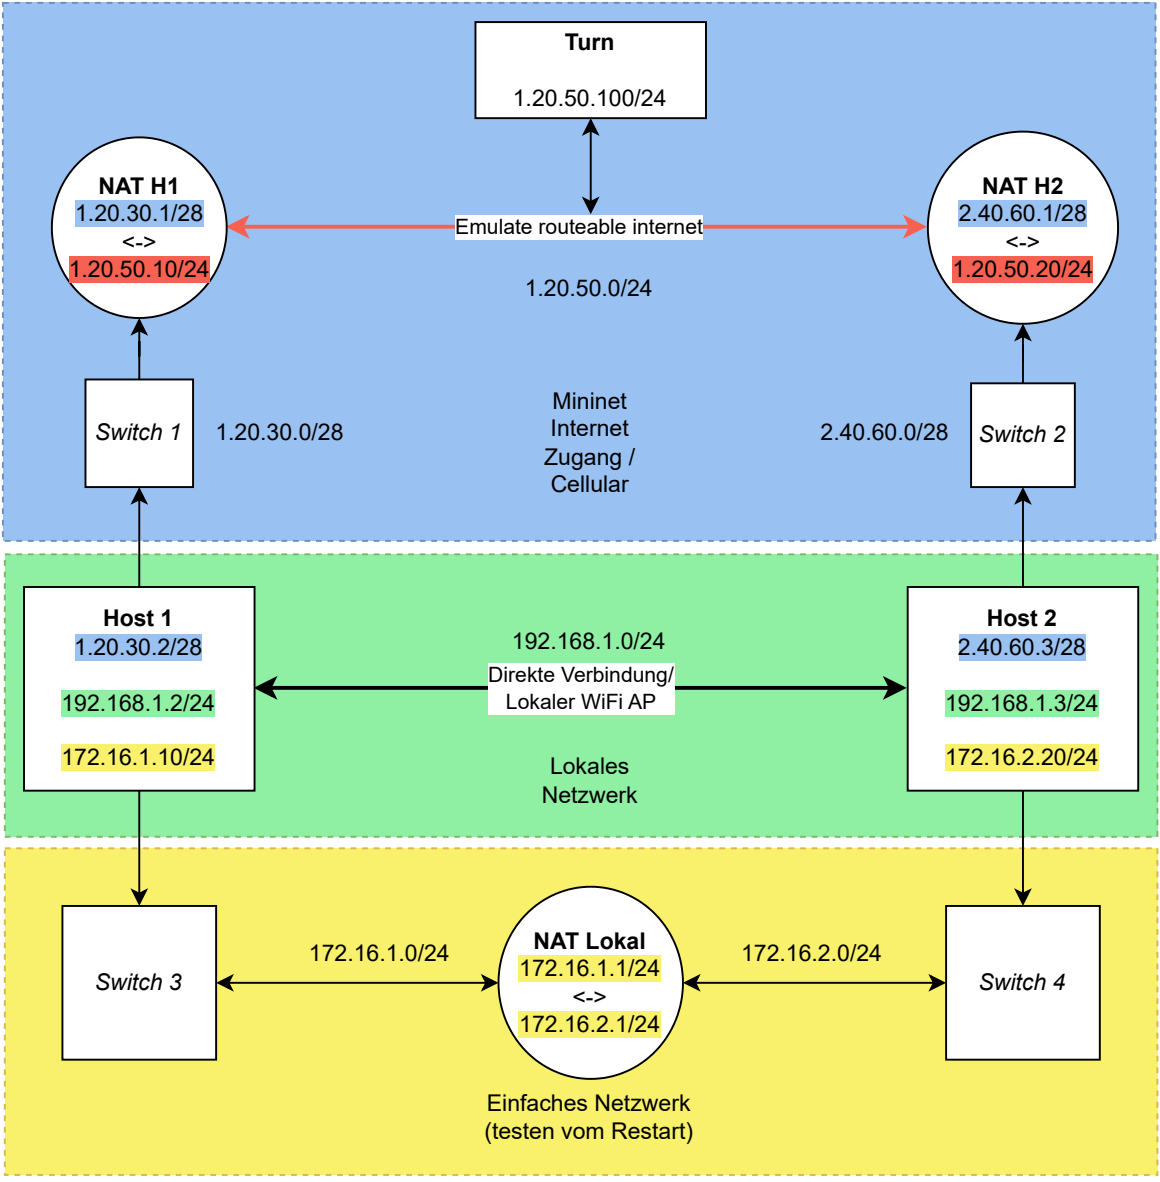 Turn
1.20.50.100/24
NAT H1
1.20.30.1/28
<->
1.20.50.10/24
Emulate routeable internet
1.20.50.0/24
NAT H2
2.40.60.1/28
<->
1.20.50.20/24
Switch 1
1.20.30.0/28
Mininet
Internet
Zugang /
Cellular
2.40.60.0/28
Switch 2
Host 1
1.20.30.2/28
192.168.1.2/24
172.16.1.10/24
192.168.1.0/24
Direkte Verbindung/
Lokaler WiFi AP
Lokales
Netzwerk
Host 2
2.40.60.3/28
192.168.1.3/24
172.16.2.20/24
Switch 3
172.16.1.0/24
NAT Lokal
172.16.1.1/24
<->
172.16.2.1/24
172.16.2.0/24
Switch 4
Einfaches Netzwerk
(testen vom Restart)